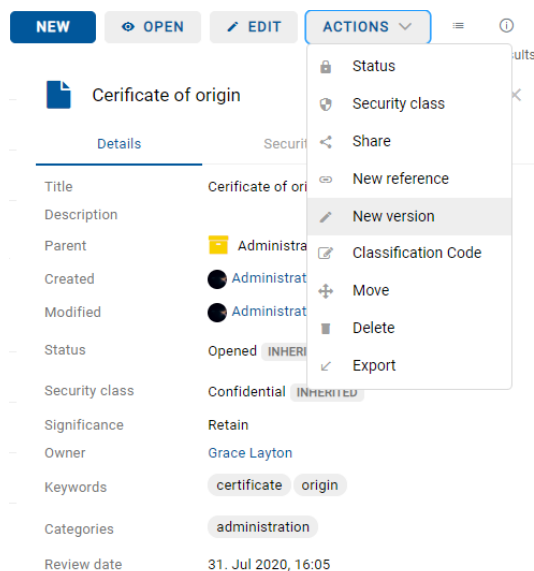 NEW OPEN EDIT ACTIONS
sults
Status
Cerificate of origin
Security class
Share
Details Securit
New reference
Title Cerificate of ori
New version
Description
Parent Administra
Classification Code
Created Administrat
Move
Modified Administrat
Delete
Status Opened INHERI
Export
Security class Confidential INHERITED
Significance Retain
Owner Grace Layton
Keywords certificate origin
Categories administration
Review date 31. Jul 2020, 16:05